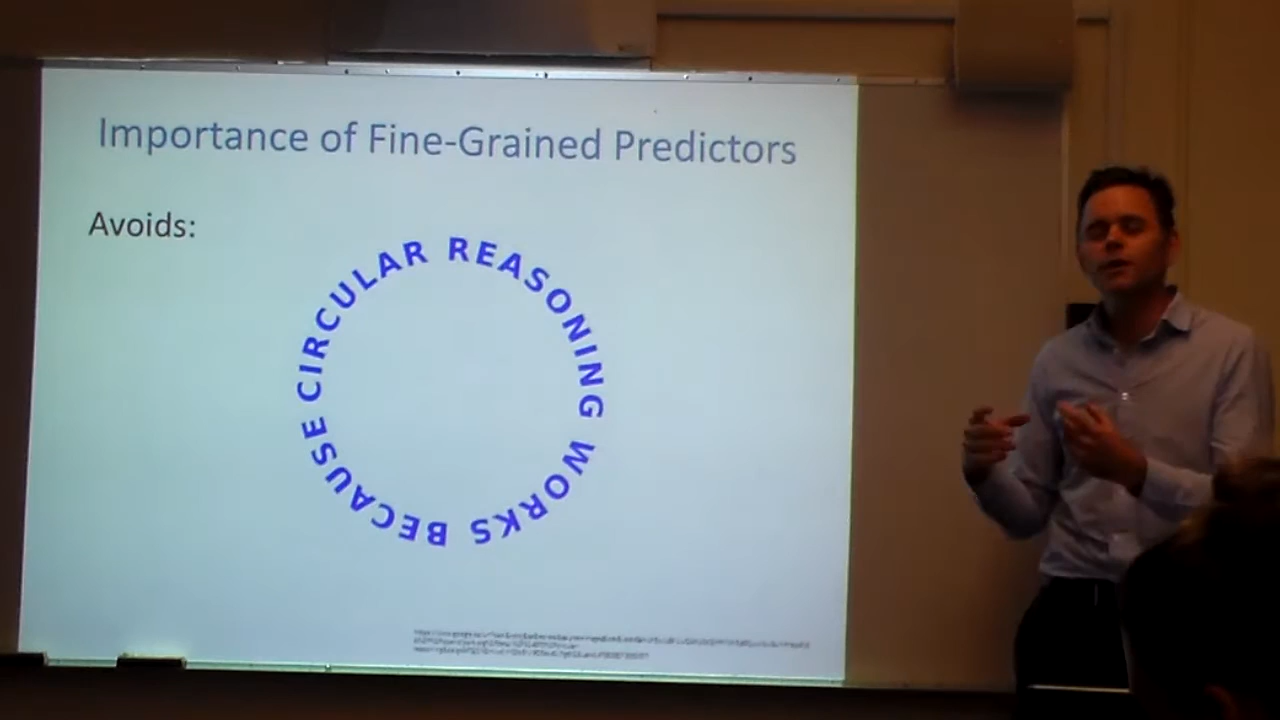 Importance of Fine-Grained Predictors
Avoids:
CIRCULAR REASONING WORKS BECAUSE